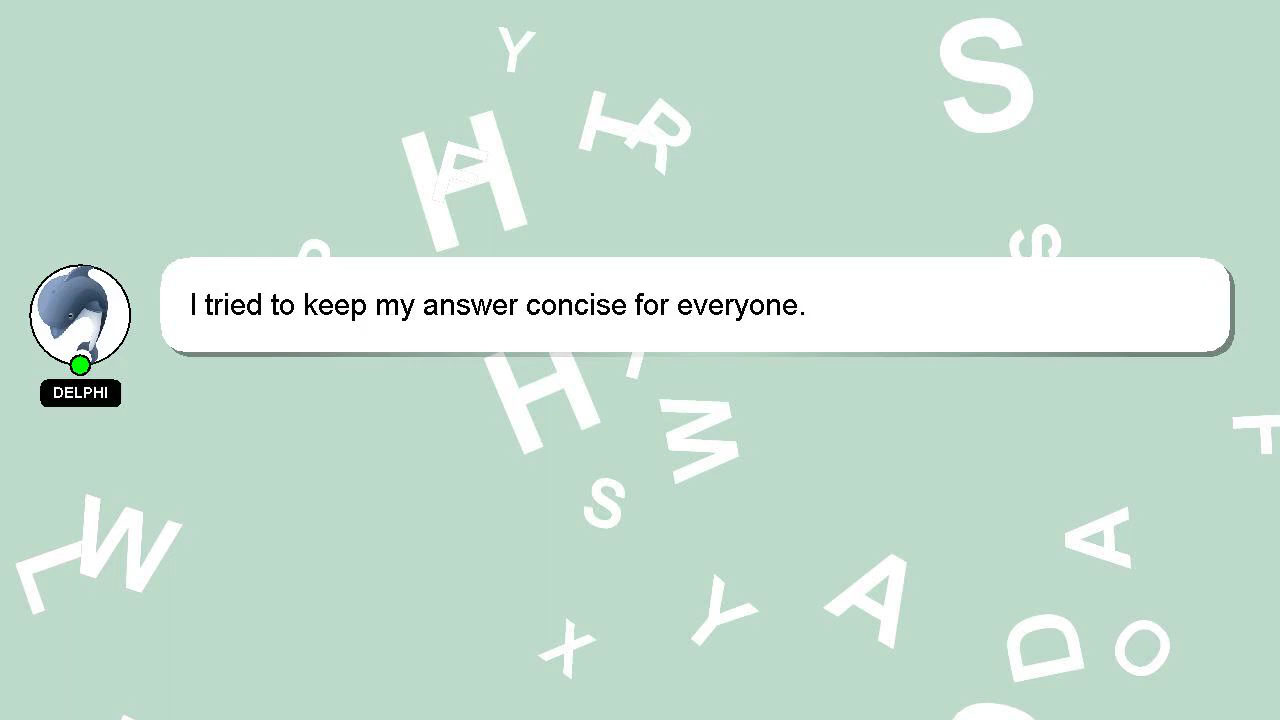 Y
S
T
R
H
A
S
I tried to keep my answer concise for everyone.
DELPHI
H
W
S
W
L
A
A
Y
X
D
O